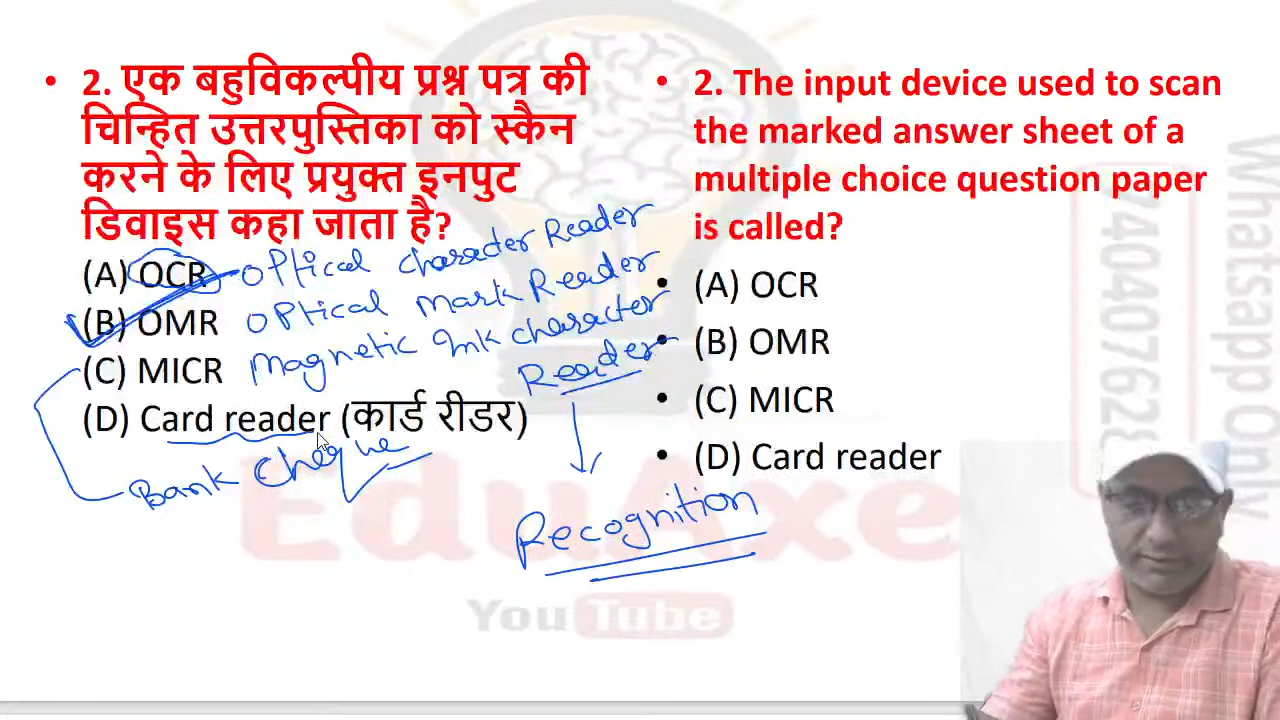 • 2. एक बहुविकल्पीय प्रश्न पत्र की
चिन्हित उत्तरपुस्तिका को स्कैन
करने के लिए प्रयुक्त इनपुट
डिवाइस कहा जाता है?
(A) OCR Optical character Reader
(B) OMR Optical mark Reader
(C) MICR Magnetic Ink character
Reader
(D) Card reader (कार्ड रीडर)
Bank Cheque
Recognition
• 2. The input device used to scan
the marked answer sheet of a
multiple choice question paper
is called?
• (A) OCR
• (B) OMR
• (C) MICR
• (D) Card reader
EduAxe
YouTube
Whatsapp Only